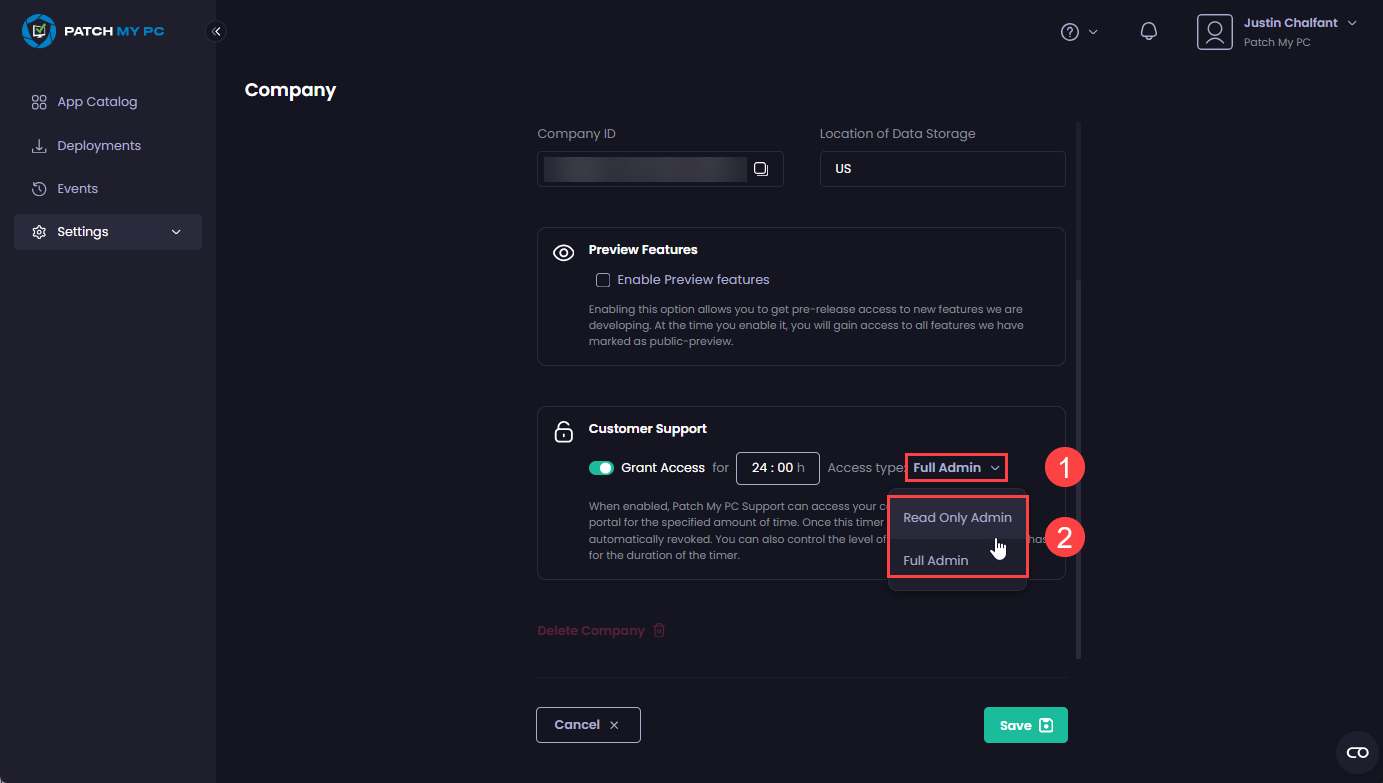 PATCH MY PC
Justin Chalfant
Patch My PC
App Catalog
Deployments
Events
Settings
Company
Company ID
Location of Data Storage
US
Preview Features
Enable Preview features
Enabling this option allows you to get pre-release access to new features we are
developing. At the time you enable it, you will gain access to all features we have
marked as public-preview.
Customer Support
Grant Access for 24 : 00 h Access type: Full Admin
1
When enabled, Patch My PC Support can access your
portal for the specified amount of time. Once this timer
automatically revoked. You can also control the level of has
for the duration of the timer.
Read Only Admin
Full Admin
2
Delete Company
Cancel
Save